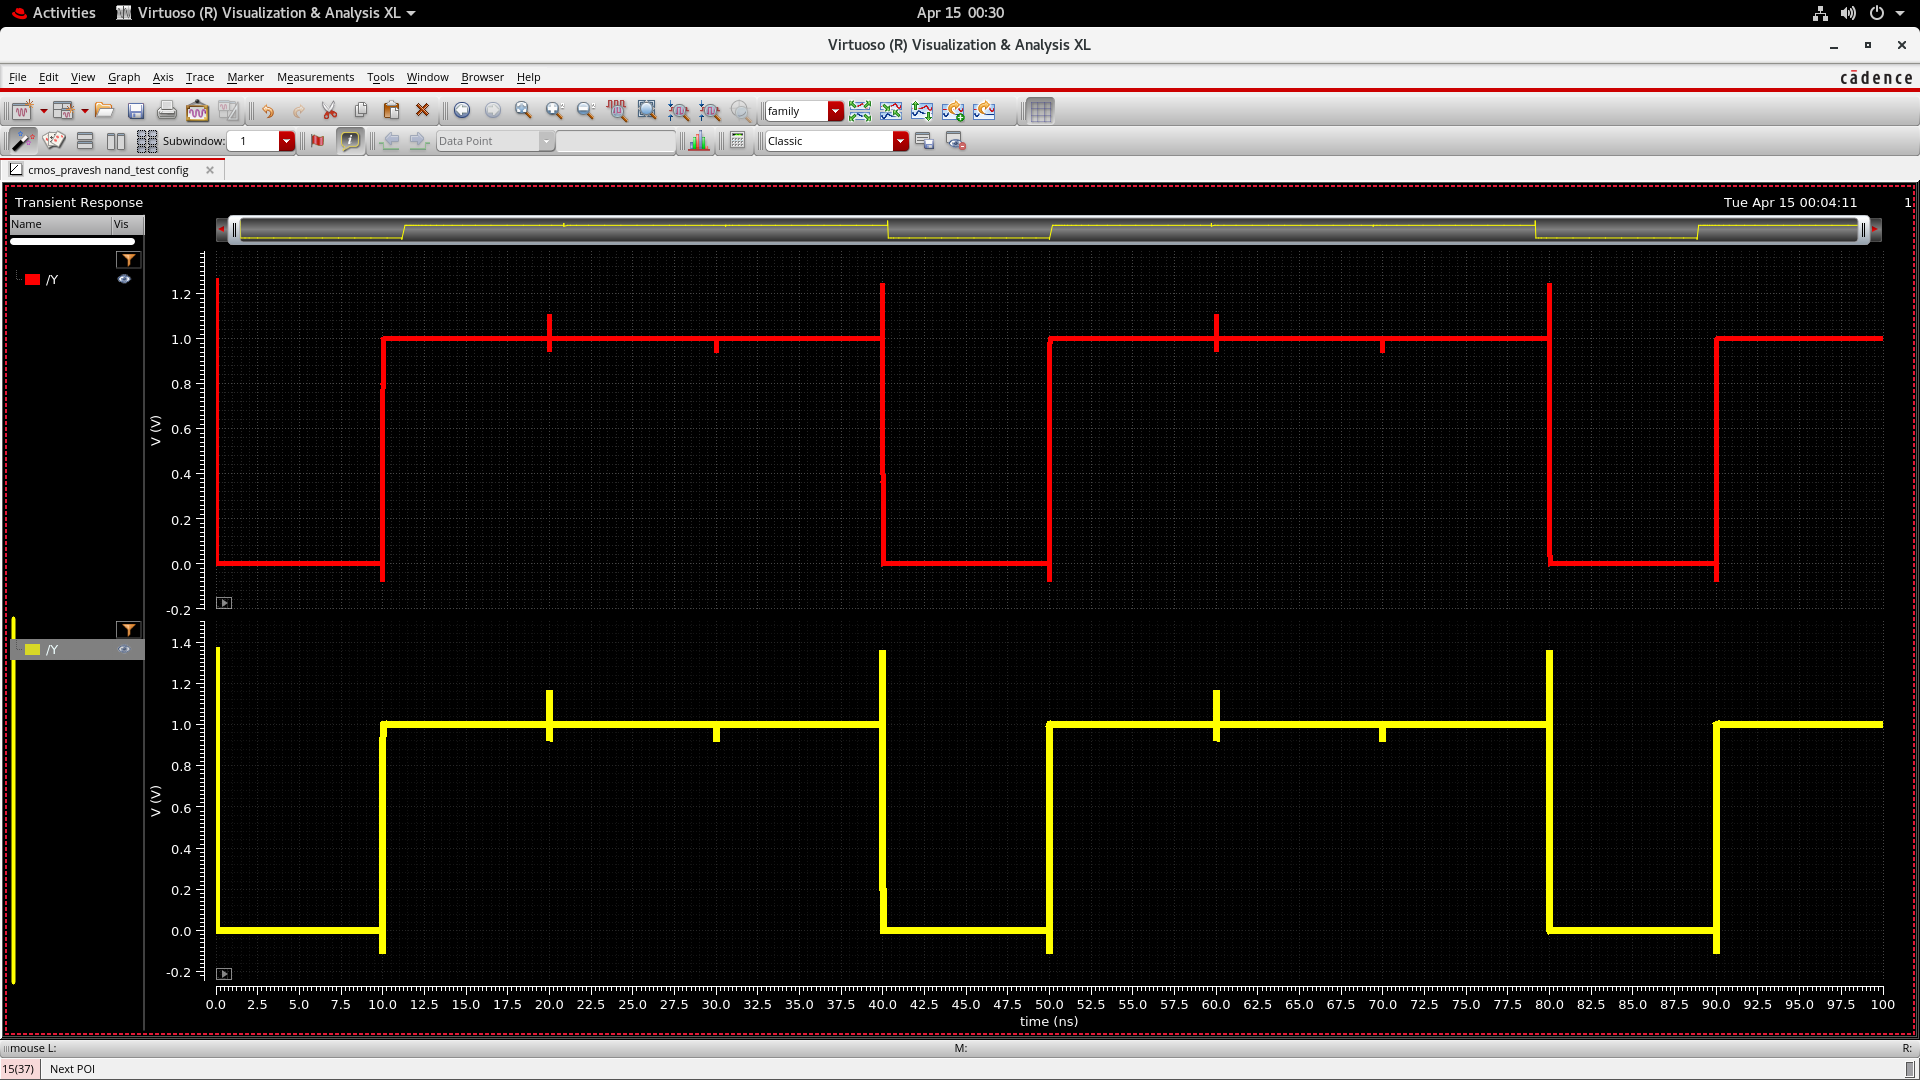 Activities Virtuoso (R) Visualization & Analysis XL Apr 15 00:30
Virtuoso (R) Visualization & Analysis XL
File Edit View Graph Axis Trace Marker Measurements Tools Window Browser Help cādence
family
Subwindow: 1 Data Point Classic
cmos_pravesh nand_test config
Transient Response Tue Apr 15 00:04:11 1
Name Vis
/Y
1.2
1.0
0.8
0.6
V (V)
0.4
0.2
0.0
-0.2
/Y
1.4
1.2
1.0
0.8
V (V)
0.6
0.4
0.2
0.0
-0.2
0.0 2.5 5.0 7.5 10.0 12.5 15.0 17.5 20.0 22.5 25.0 27.5 30.0 32.5 35.0 37.5 40.0 42.5 45.0 47.5 50.0 52.5 55.0 57.5 60.0 62.5 65.0 67.5 70.0 72.5 75.0 77.5 80.0 82.5 85.0 87.5 90.0 92.5 95.0 97.5 100
time (ns)
mouse L: M: R:
15(37) Next POI